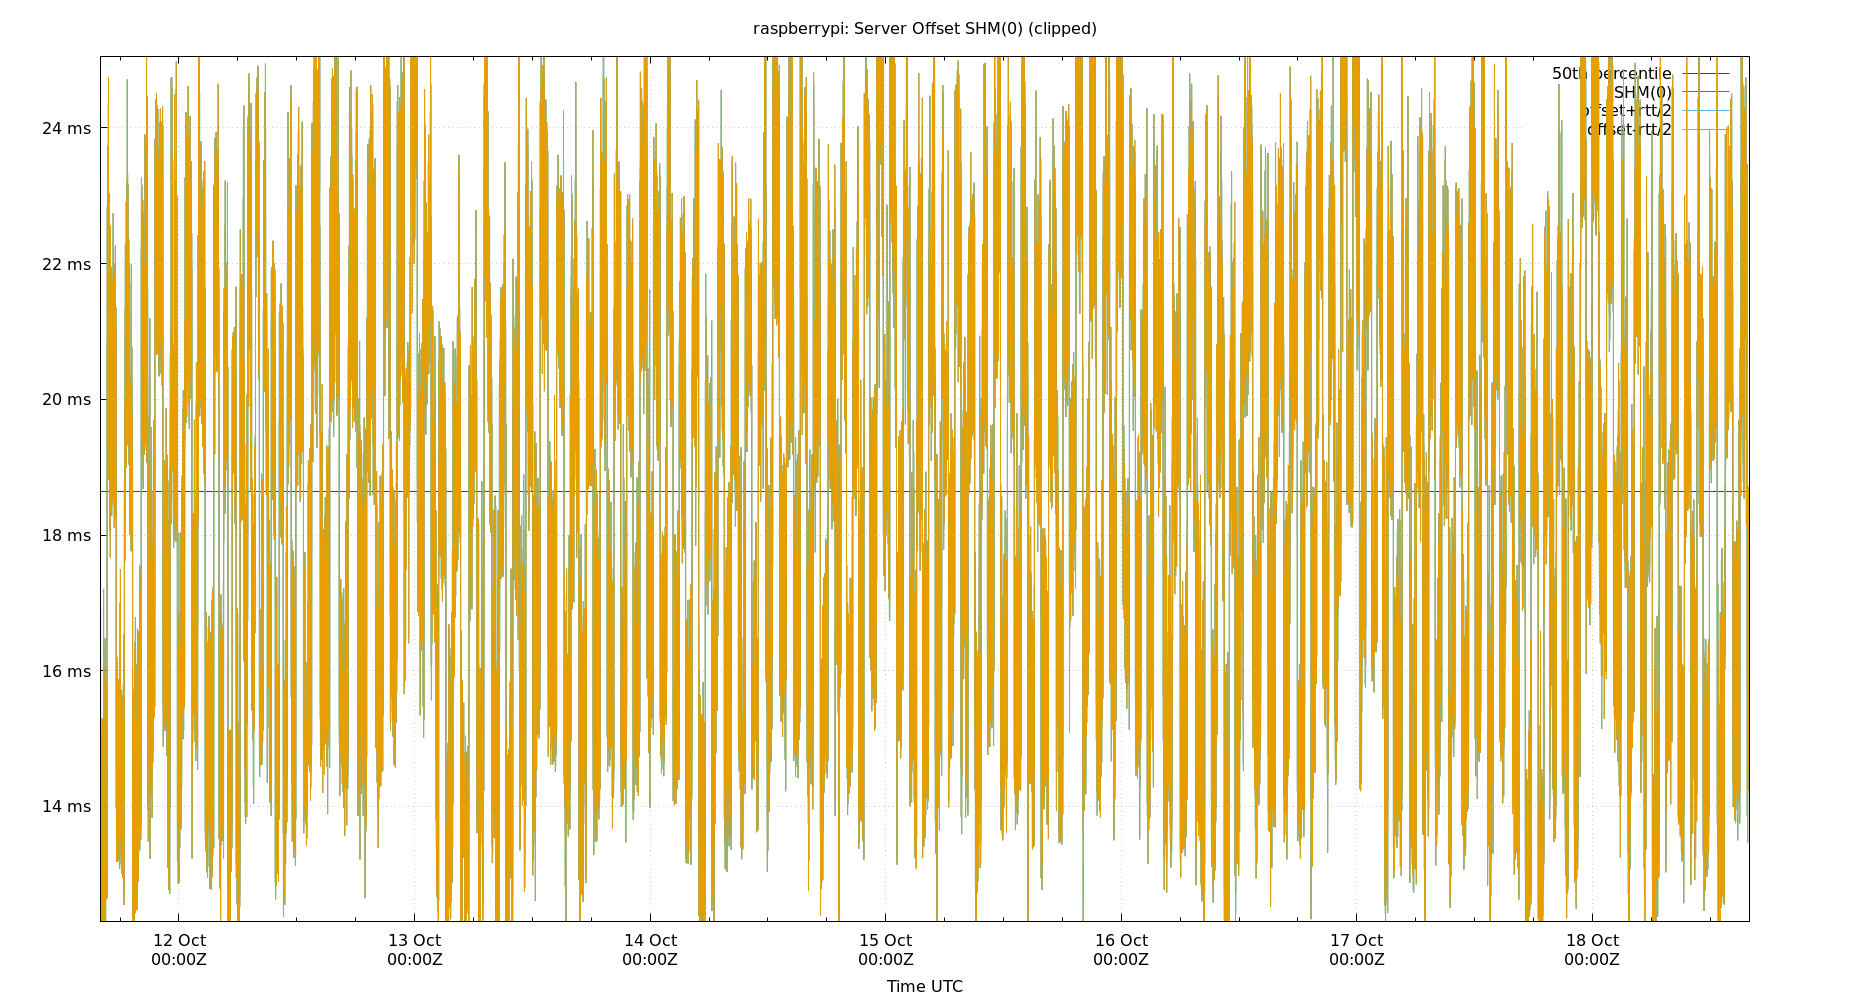 raspberrypi: Server Offset SHM(0) (clipped)
50th percentile
SHM(0)
offset+rtt/2
offset-rtt/2
24 ms
22 ms
20 ms
18 ms
16 ms
14 ms
12 Oct 13 Oct 14 Oct 15 Oct 16 Oct 17 Oct 18 Oct
00:00Z 00:00Z 00:00Z 00:00Z 00:00Z 00:00Z 00:00Z
Time UTC